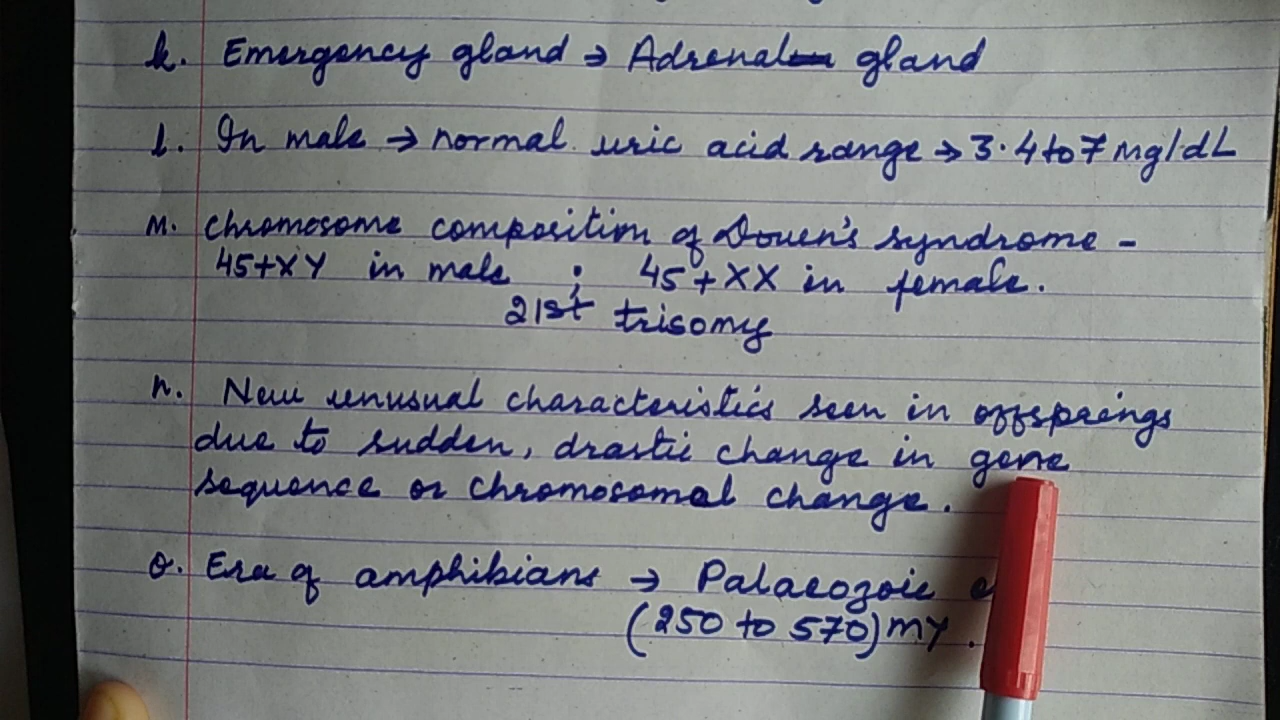 k. Emergency gland → Adrenal gland
l. In male → normal uric acid range → 3.4 to 7 mg/dL
M. Chromosome composition of Down's syndrome -
45+XY in male ; 45+XX in female.
21st trisomy
n. New unusual characteristics seen in offsprings
due to sudden, drastic change in gene
sequence or chromosomal change.
o. Era of amphibians → Palaeozoic
(250 to 570) my.